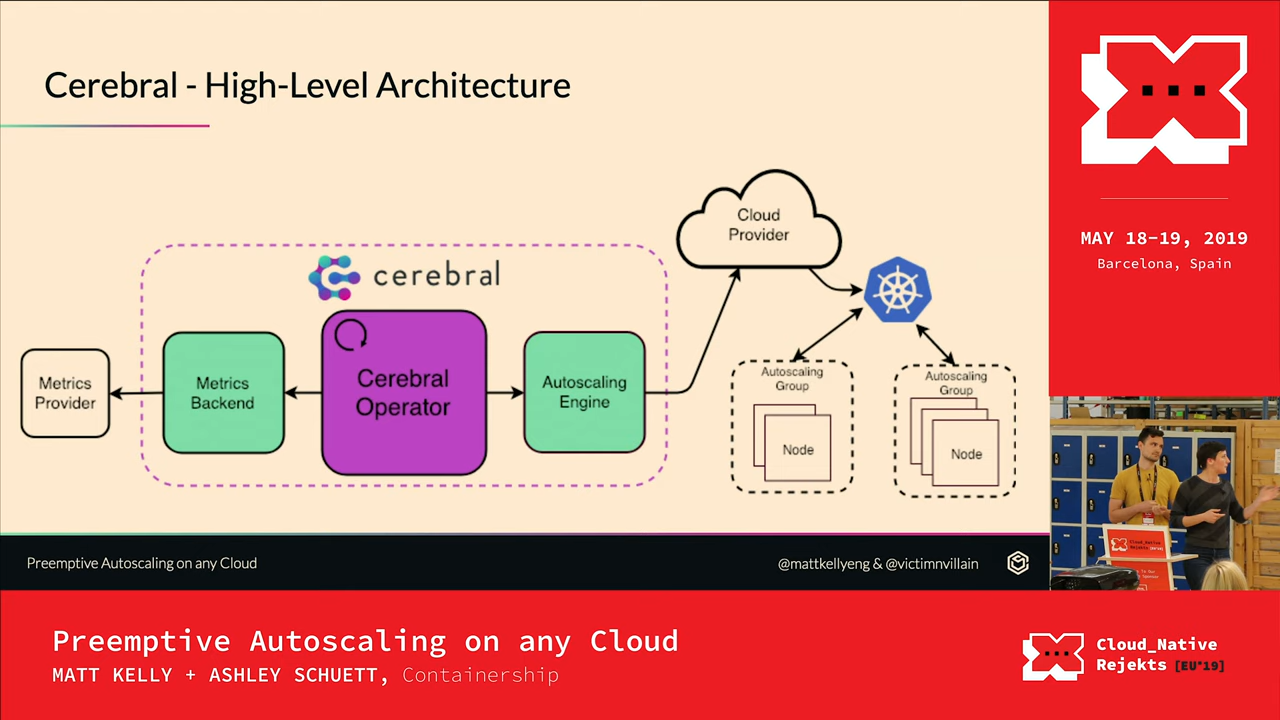 Cerebral - High-Level Architecture
Cloud
Provider
cerebral
Metrics
Provider
Metrics
Backend
Cerebral
Operator
Autoscaling
Engine
Autoscaling
Group
Node
Autoscaling
Group
Node
Preemptive Autoscaling on any Cloud
@mattkellyeng & @victimnvillain
MAY 18-19, 2019
Barcelona, Spain
Cloud_Native
Rejekts
Preemptive Autoscaling on any Cloud
MATT KELLY + ASHLEY SCHUETT, Containership
Cloud_Native
Rejekts [EU*19]